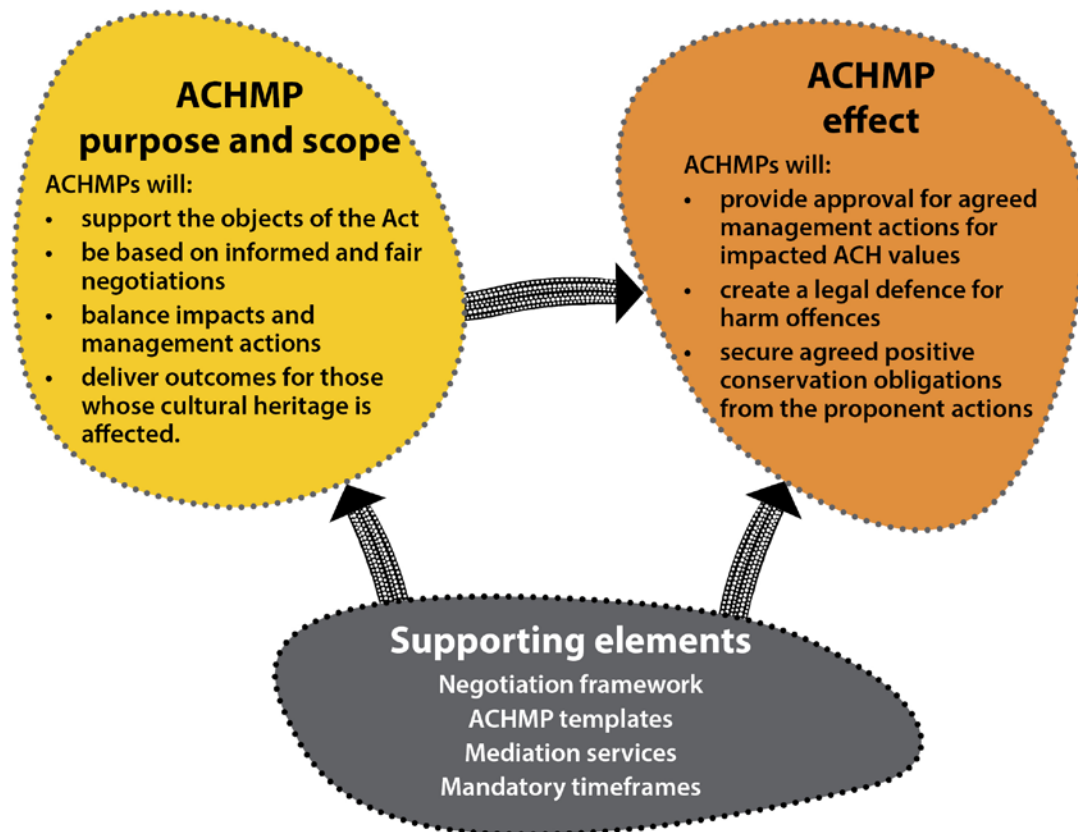 ACHMP
purpose and scope
ACHMPs will:
• support the objects of the Act
• be based on informed and fair
negotiations
• balance impacts and
management actions
• deliver outcomes for those
whose cultural heritage is
affected.
ACHMP
effect
ACHMPs will:
• provide approval for agreed
management actions for
impacted ACH values
• create a legal defence for
harm offences
• secure agreed positive
conservation obligations
from the proponent actions
Supporting elements
Negotiation framework
ACHMP templates
Mediation services
Mandatory timeframes